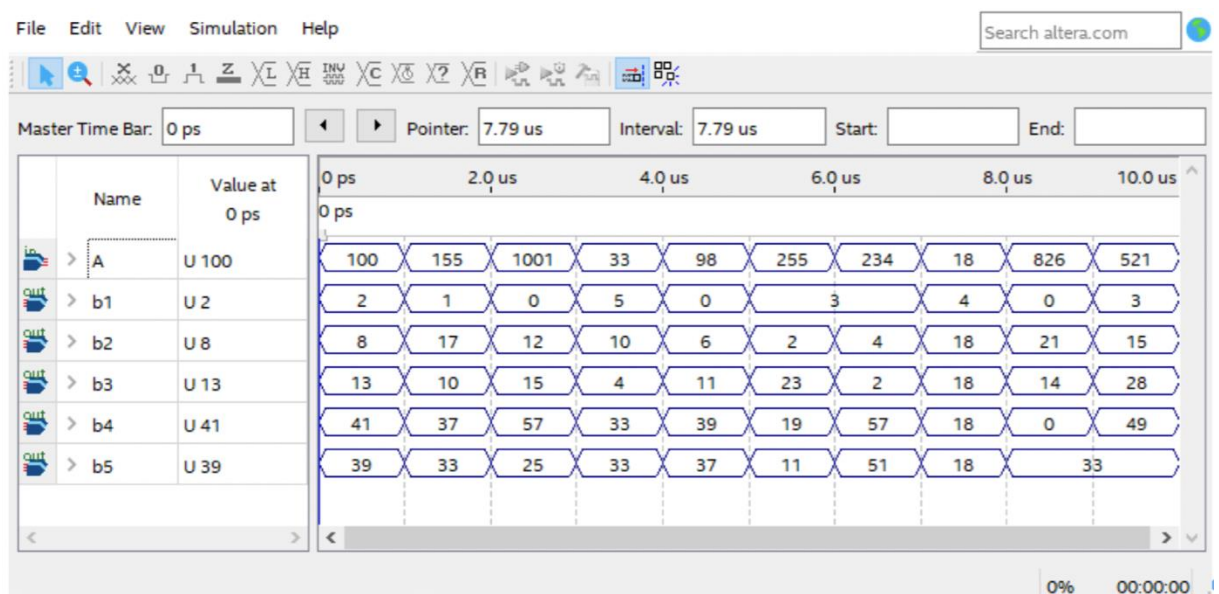 File Edit View Simulation Help
Search altera.com
Master Time Bar: 0 ps Pointer: 7.79 us Interval: 7.79 us Start: End:
Name Value at 0 ps
0 ps 2.0 us 4.0 us 6.0 us 8.0 us 10.0 us
0 ps
in A U 100 100 155 1001 33 98 255 234 18 826 521
out b1 U 2 2 1 0 5 0 3 4 0 3
out b2 U 8 8 17 12 10 6 2 4 18 21 15
out b3 U 13 13 10 15 4 11 23 2 18 14 28
out b4 U 41 41 37 57 33 39 19 57 18 0 49
out b5 U 39 39 33 25 33 37 11 51 18 33
0% 00:00:00